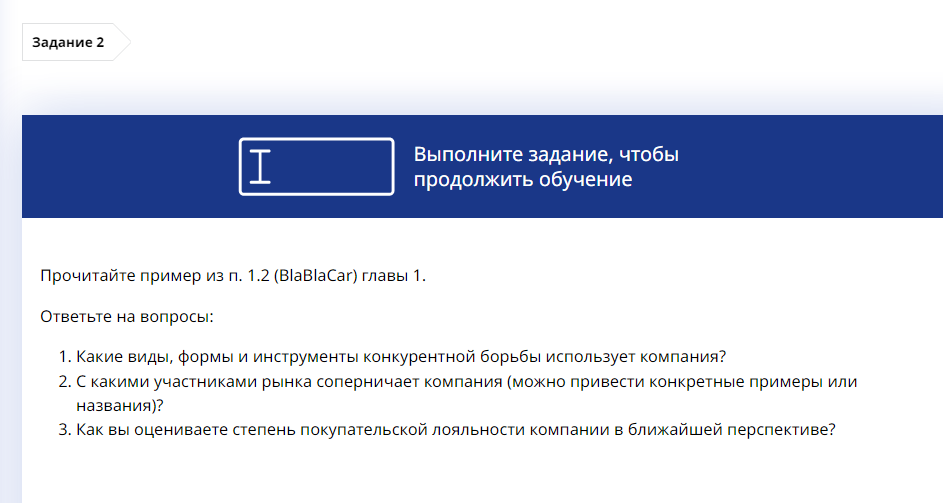 Задание 2
Выполните задание, чтобы
продолжить обучение
Прочитайте пример из п. 1.2 (BlaBlaCar) главы 1.
Ответьте на вопросы:
1. Какие виды, формы и инструменты конкурентной борьбы использует компания?
2. С какими участниками рынка соперничает компания (можно привести конкретные примеры или
названия)?
3. Как вы оцениваете степень покупательской лояльности компании в ближайшей перспективе?